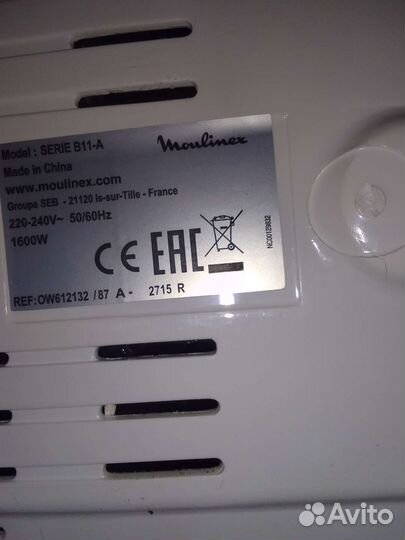 Model : SERIE B11-A
Moulinex
Made in China
www.moulinex.com
Groupe SEB - 21120 Is-sur-Tille - France
220-240V~ 50/60Hz
1600W
CE EAC
NC00129632
REF:OW612132 /87 A- 2715 R
Avito